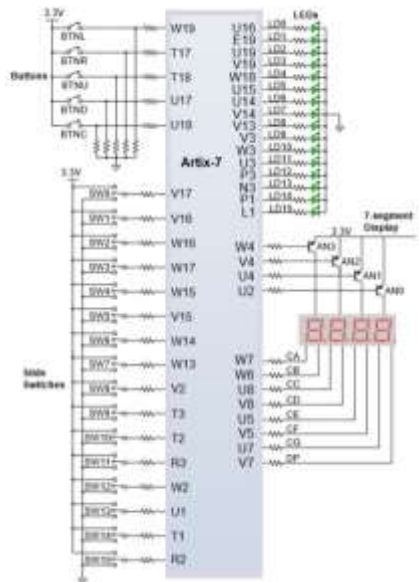 3.3V
BTNL
BTNR
BTNU
BTND
BTNC
Buttons
W19
T17
T18
U17
U18
Artix-7
3.3V
SW0
SW1
SW2
SW3
SW4
SW5
SW6
SW7
SW8
SW9
SW10
SW11
SW12
SW13
SW14
SW15
Slide
Switches
V17
V16
W16
W17
W15
V15
W14
W13
V2
T3
T2
R3
W2
U1
T1
R2
LEDs
U16
E19
U19
V19
W18
U15
U14
V14
V13
V3
W3
U3
P3
N3
P1
L1
LD0
LD1
LD2
LD3
LD4
LD5
LD6
LD7
LD8
LD9
LD10
LD11
LD12
LD13
LD14
LD15
7-segment
Display
3.3V
W4
V4
U4
U2
AN3
AN2
AN1
AN0
8.8.8.8.
W7
W6
U8
V8
U5
V5
U7
V7
CA
CB
CC
CD
CE
CF
CG
DP